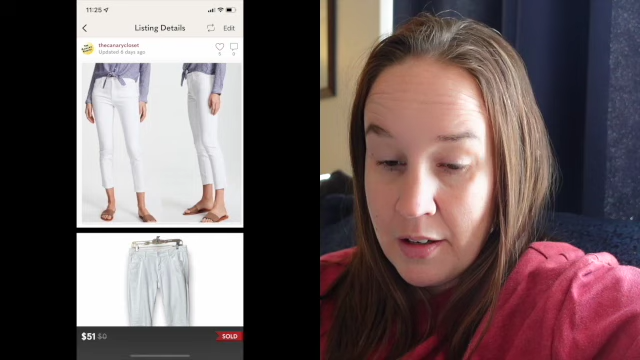 11:25
Listing Details
Edit
thecanarycloset
Updated 8 days ago
$51 $0
SOLD